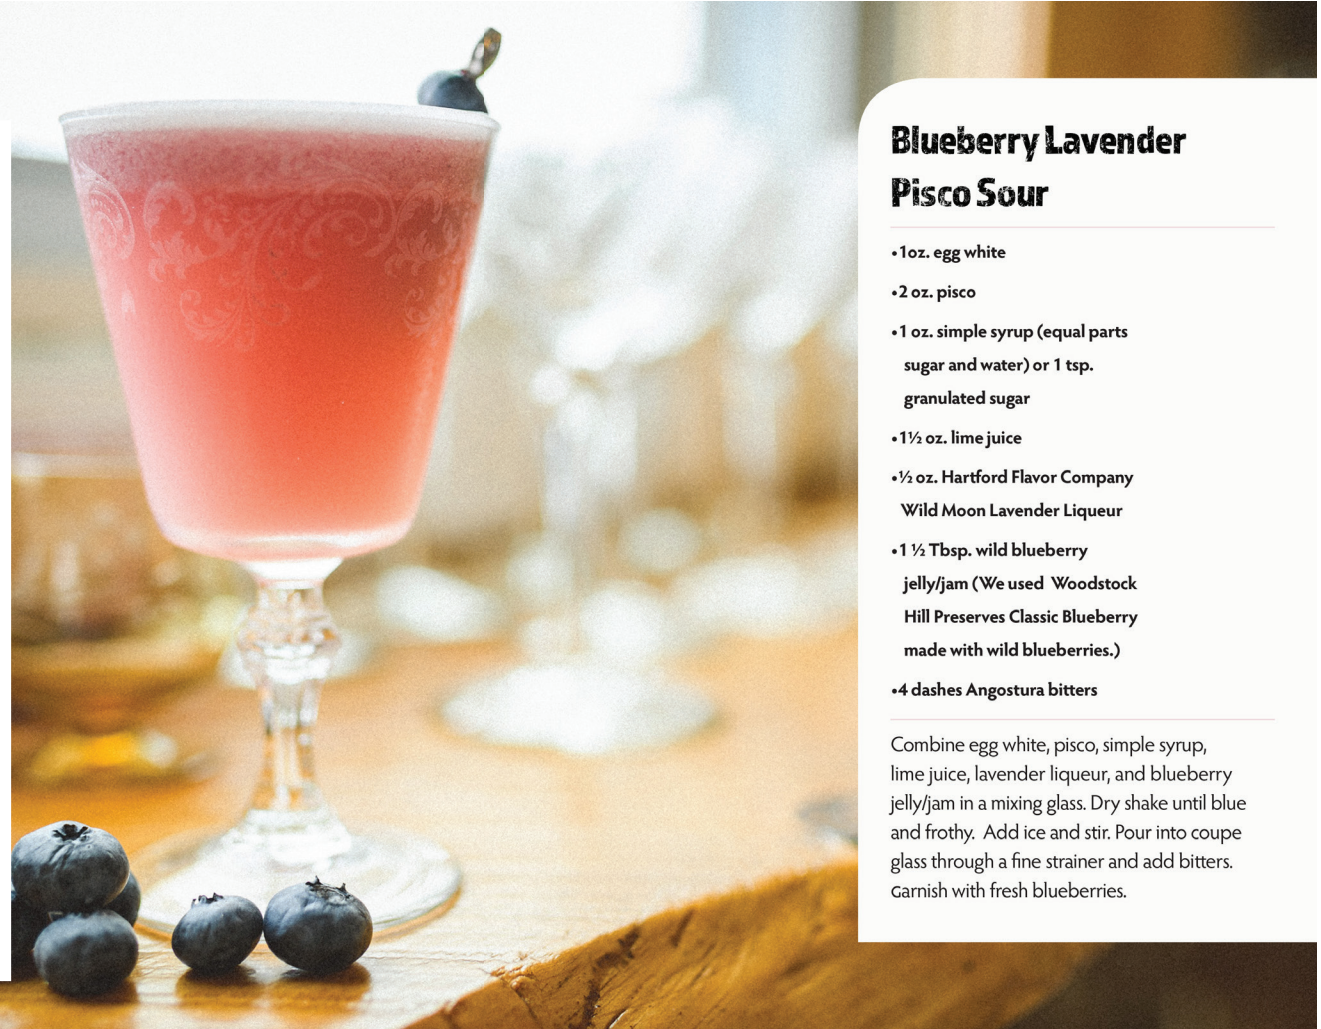 Blueberry Lavender
Pisco Sour
•1oz. egg white
•2 oz. pisco
•1 oz. simple syrup (equal parts
sugar and water) or 1 tsp.
granulated sugar
•1½ oz. lime juice
•½ oz. Hartford Flavor Company
Wild Moon Lavender Liqueur
•1 ½ Tbsp. wild blueberry
jelly/jam (We used Woodstock
Hill Preserves Classic Blueberry
made with wild blueberries.)
•4 dashes Angostura bitters
Combine egg white, pisco, simple syrup,
lime juice, lavender liqueur, and blueberry
jelly/jam in a mixing glass. Dry shake until blue
and frothy. Add ice and stir. Pour into coupe
glass through a fine strainer and add bitters.
Garnish with fresh blueberries.